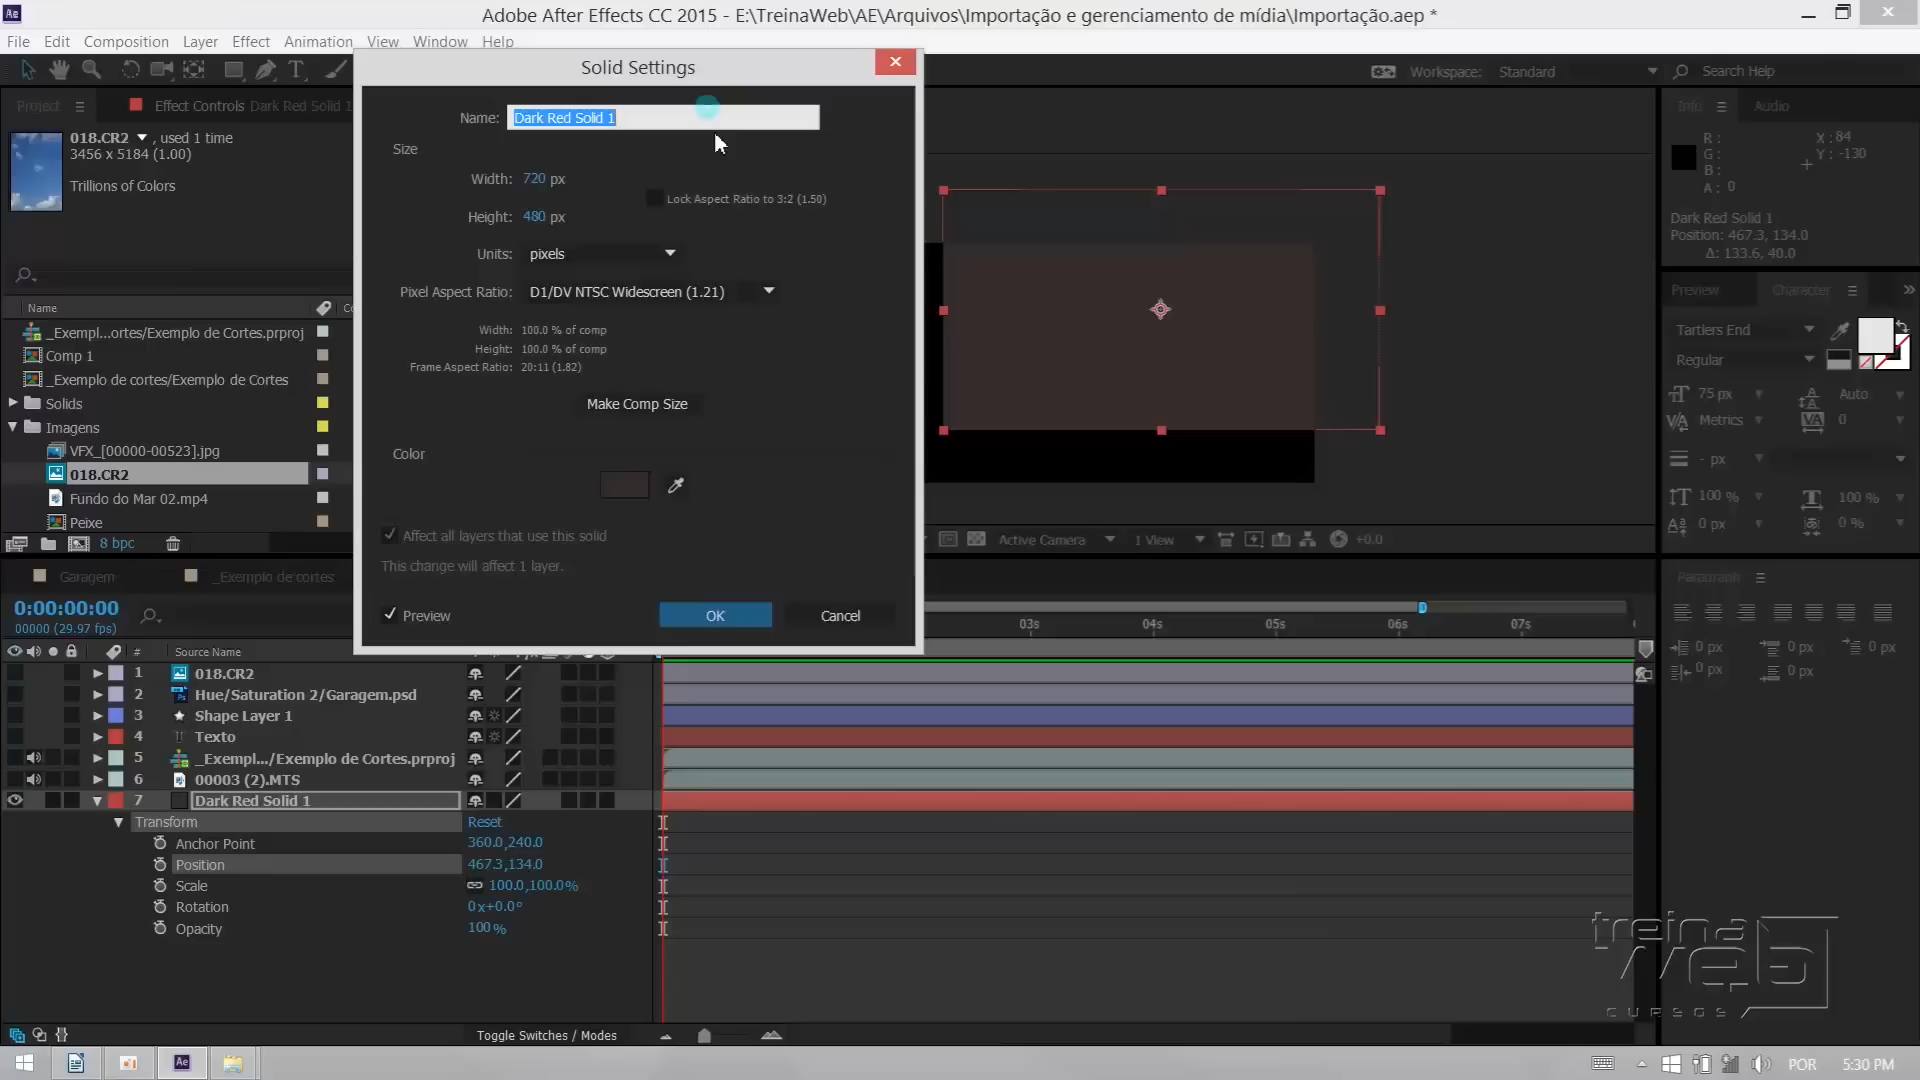 Adobe After Effects CC 2015 - E:\TreinaWeb\AE\Arquivos\Importação e gerenciamento de mídia\Importação.aep *
File Edit Composition Layer Effect Animation View Window Help
Workspace: Standard Search Help
Project Effect Controls Dark Red Solid 1
018.CR2 , used 1 time
3456 x 5184 (1.00)
Trillions of Colors
Name
_Exempl...ortes/Exemplo de Cortes.prproj
Comp 1
_Exemplo de cortes/Exemplo de Cortes
Solids
Imagens
VFX_[00000-00523].jpg
018.CR2
Fundo do Mar 02.mp4
Peixe
8 bpc
Solid Settings
Name: Dark Red Solid 1
Size
Width: 720 px
Lock Aspect Ratio to 3:2 (1.50)
Height: 480 px
Units: pixels
Pixel Aspect Ratio: D1/DV NTSC Widescreen (1.21)
Width: 100.0 % of comp
Height: 100.0 % of comp
Frame Aspect Ratio: 20:11 (1.82)
Make Comp Size
Color
Affect all layers that use this solid
This change will affect 1 layer.
Preview OK Cancel
Active Camera 1 View +0.0
Info Audio
R :
G :
B :
A : 0
X : 84
Y : -130
Dark Red Solid 1
Position: 467.3, 134.0
Δ: 133.6, 40.0
Preview Character
Tartiers End
Regular
75 px Auto
Metrics 0
- px
100 % 100 %
0 px 0 %
Paragraph
0 px 0 px 0 px
0 px 0 px
Garagem _Exemplo de cortes
0:00:00:00
00000 (29.97 fps)
03s 04s 05s 06s 07s
# Source Name
1 018.CR2
2 Hue/Saturation 2/Garagem.psd
3 Shape Layer 1
4 Texto
5 _Exempl.../Exemplo de Cortes.prproj
6 00003 (2).MTS
7 Dark Red Solid 1
Transform Reset
Anchor Point 360.0,240.0
Position 467.3,134.0
Scale 100.0,100.0%
Rotation 0x+0.0°
Opacity 100%
Toggle Switches / Modes
treina
web
cursos
POR 5:30 PM